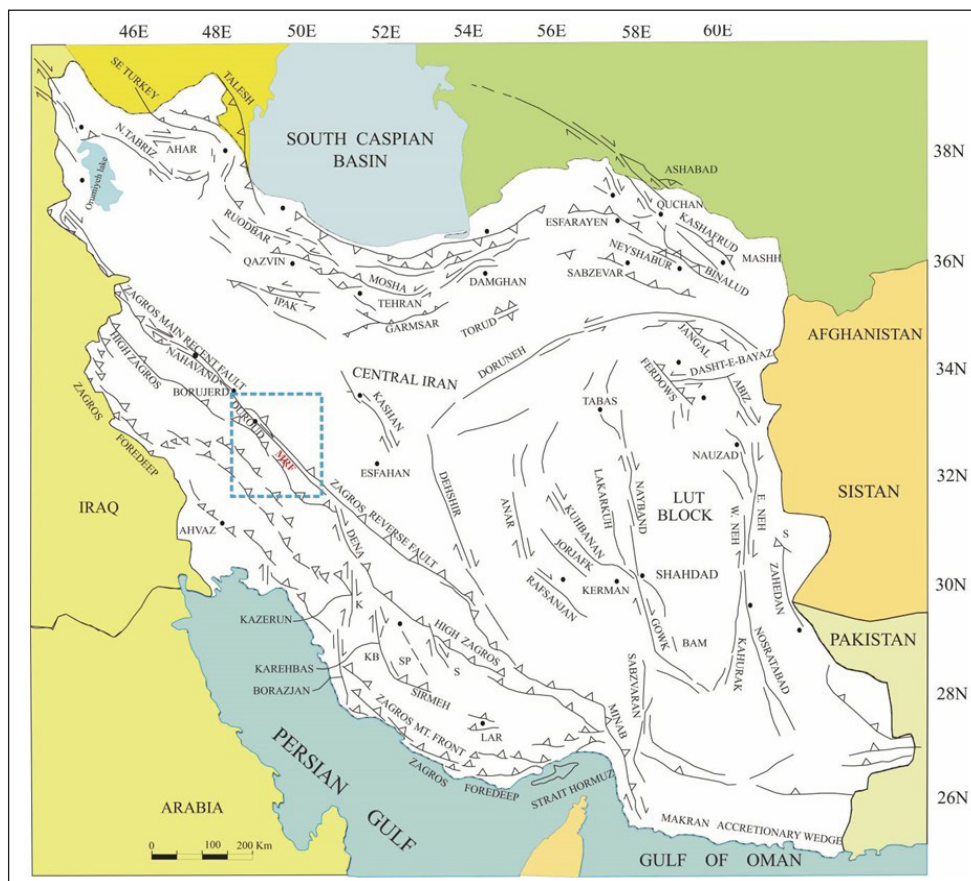 46E
48E
50E
52E
54E
56E
58E
60E
SE TURKEY
TALESH
SOUTH CASPIAN
BASIN
N.TABRIZ
AHAR
Orumiyeh lake
38N
ASHABAD
QUCHAN
KASHAFRUD
ESFARAYEN
RUODBAR
NEYSHABUR
MASHH
BINALUD
36N
QAZVIN
MOSHA
DAMGHAN
SABZEVAR
TEHRAN
IPAK
GARMSAR
TORUD
ZAGROS MAIN RECENT FAULT
AFGHANISTAN
JANGAL
DORUNEH
DASHT-E-BAYAZ
34N
HIGH ZAGROS
NAHAVAND
CENTRAL IRAN
FERDOWS
ABIZ
BORUJERD
KASHAN
TABAS
ZAGROS
FOREDEEP
DUROUD
MRF
NAUZAD
ESFAHAN
32N
IRAQ
ZAGROS REVERSE FAULT
DEHSHIR
ANAR
LAKARKUH
NAYBAND
LUT
BLOCK
W. NEH
E. NEH
SISTAN
AHVAZ
KUHBANAN
S
DENA
JORJAFK
SHAHDAD
ZAHEDAN
RAFSANJAN
KERMAN
30N
K
KAZERUN
HIGH ZAGROS
GOWK
BAM
PAKISTAN
KAREHBAS
KB
SP
S
SABZVARAN
KAHURAK
NOSRATABAD
BORAZJAN
SIRMEH
28N
ZAGROS MT. FRONT
LAR
MINAB
PERSIAN
GULF
ZAGROS
FOREDEEP
STRAIT HORMUZ
ARABIA
26N
MAKRAN ACCRETIONARY WEDGE
0 100 200 Km
GULF OF OMAN